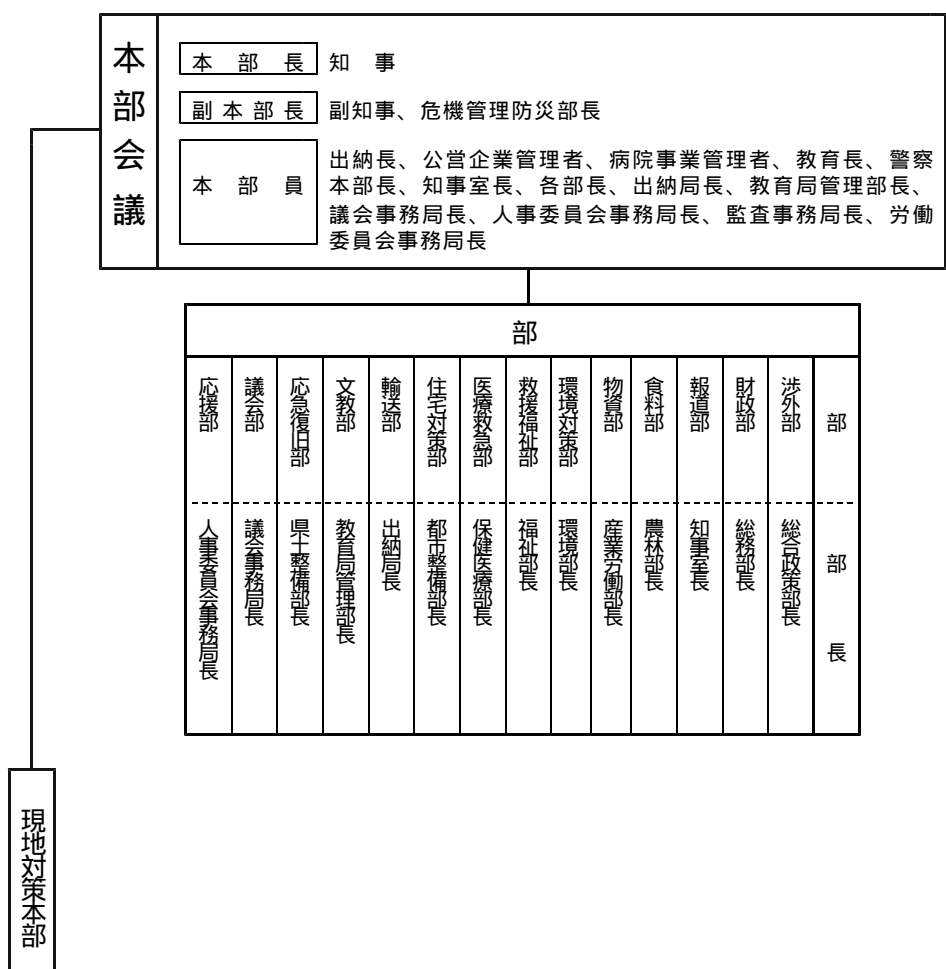 本部会議
本部長 知事
副本部長 副知事、危機管理防災部長
本部員
出納長、公営企業管理者、病院事業管理者、教育長、警察
本部長、知事室長、各部長、出納局長、教育局管理部長、
議会事務局長、人事委員会事務局長、監査事務局長、労働
委員会事務局長
部
部
部長
渉外部
総合政策部長
財政部
総務部長
報道部
知事室長
食料部
農林部長
物資部
産業労働部長
環境対策部
環境部長
救援福祉部
福祉部長
医療救急部
保健医療部長
住宅対策部
都市整備部長
輸送部
出納局長
文教部
教育局管理部長
応急復旧部
県土整備部長
議会部
議会事務局長
応援部
人事委員会事務局長
現地対策本部